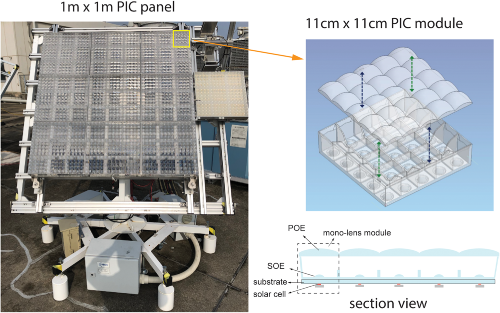 1m x 1m PIC panel
11cm x 11cm PIC module
POE
mono-lens module
SOE
substrate
solar cell
section view